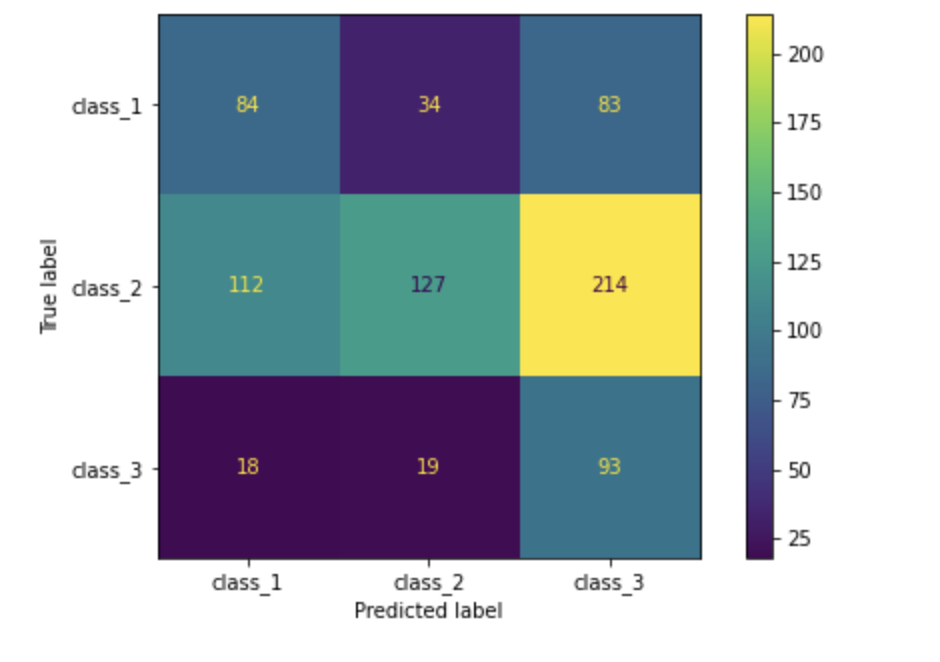 class_1 84 34 83
class_2 112 127 214
class_3 18 19 93
class_1 class_2 class_3
Predicted label
True label
200
175
150
125
100
75
50
25